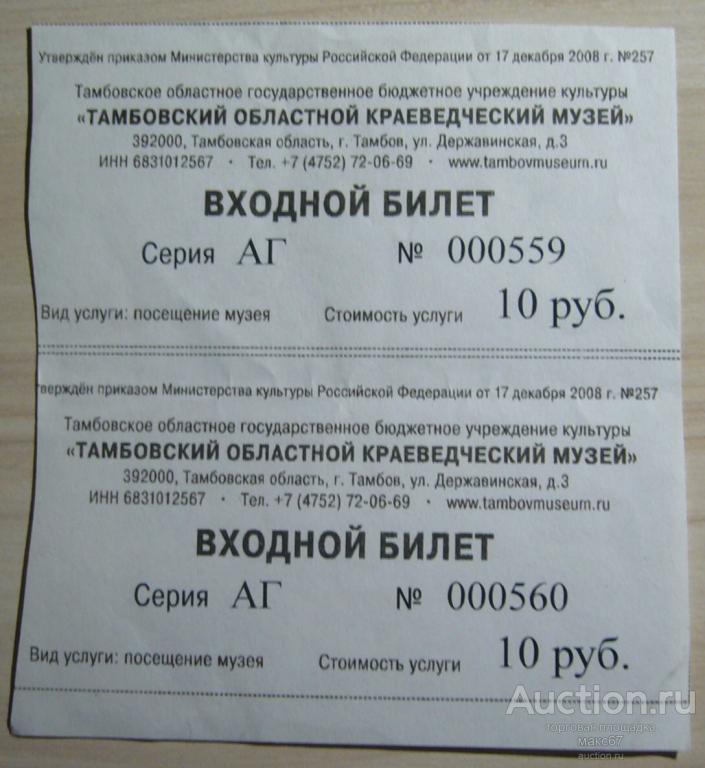 Утверждён приказом Министерства культуры Российской Федерации от 17 декабря 2008 г. №257
Тамбовское областное государственное бюджетное учреждение культуры
«ТАМБОВСКИЙ ОБЛАСТНОЙ КРАЕВЕДЧЕСКИЙ МУЗЕЙ»
392000, Тамбовская область, г. Тамбов, ул. Державинская, д.3
ИНН 6831012567 · Тел. +7 (4752) 72-06-69 · www.tambovmuseum.ru
ВХОДНОЙ БИЛЕТ
Серия АГ № 000559
Вид услуги: посещение музея Стоимость услуги 10 руб.
тверждён приказом Министерства культуры Российской Федерации от 17 декабря 2008 г. №257
Тамбовское областное государственное бюджетное учреждение культуры
«ТАМБОВСКИЙ ОБЛАСТНОЙ КРАЕВЕДЧЕСКИЙ МУЗЕЙ»
392000, Тамбовская область, г. Тамбов, ул. Державинская, д.3
ИНН 6831012567 · Тел. +7 (4752) 72-06-69 · www.tambovmuseum.ru
ВХОДНОЙ БИЛЕТ
Серия АГ № 000560
Вид услуги: посещение музея Стоимость услуги 10 руб.
Auction.ru
торговая площадка
макс67
auction.ru